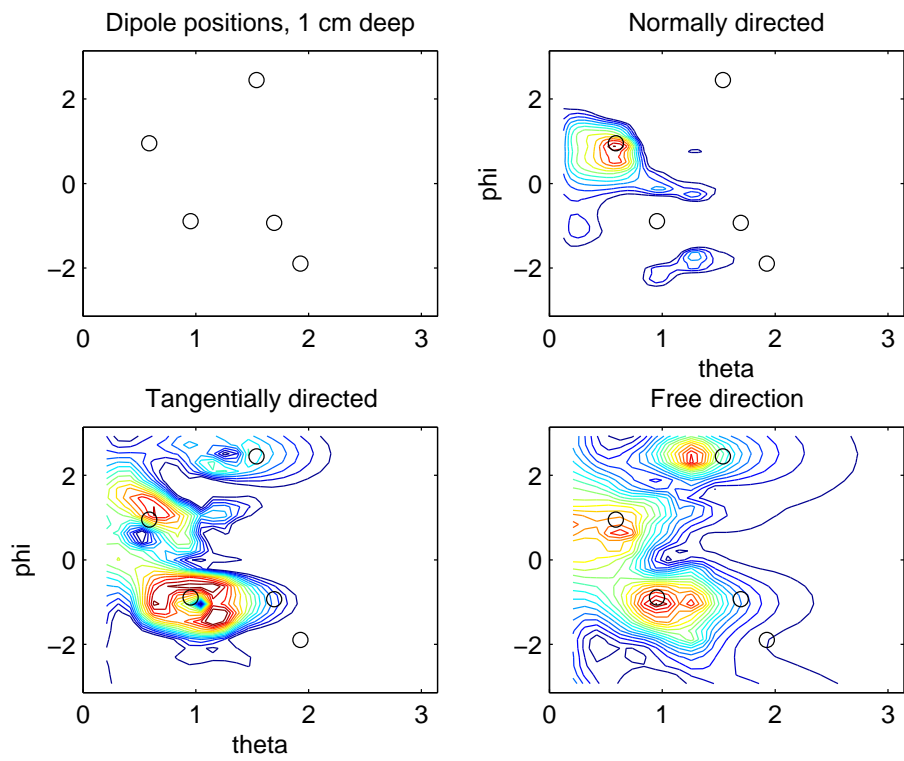 Dipole positions, 1 cm deep
2
0
−2
0 1 2 3
Normally directed
phi
2
0
−2
0 1 2 3
theta
Tangentially directed
phi
2
0
−2
0 1 2 3
theta
Free direction
2
0
−2
0 1 2 3